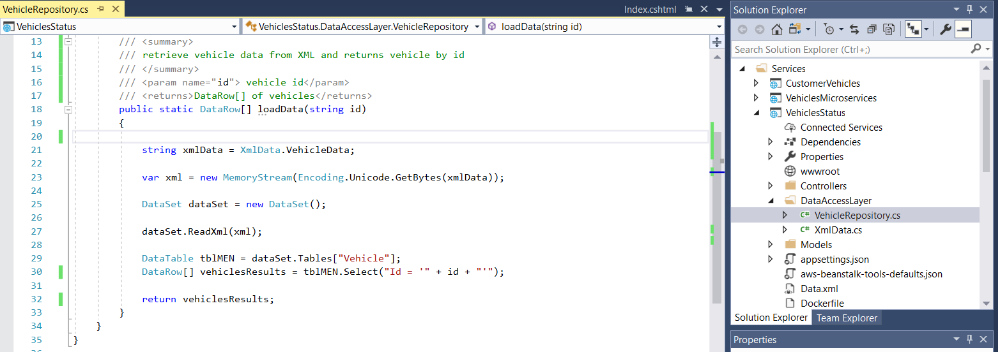 VehicleRepository.cs
Index.cshtml
VehiclesStatus
VehiclesStatus.DataAccessLayer.VehicleRepository
loadData(string id)
13 /// <summary>
14 /// retrieve vehicle data from XML and returns vehicle by id
15 /// </summary>
16 /// <param name="id"> vehicle id</param>
17 /// <returns>DataRow[] of vehicles</returns>
18 public static DataRow[] loadData(string id)
19 {
20
21 string xmlData = XmlData.VehicleData;
22
23 var xml = new MemoryStream(Encoding.Unicode.GetBytes(xmlData));
24
25 DataSet dataSet = new DataSet();
26
27 dataSet.ReadXml(xml);
28
29 DataTable tblMEN = dataSet.Tables["Vehicle"];
30 DataRow[] vehiclesResults = tblMEN.Select("Id = '" + id + "'");
31
32 return vehiclesResults;
33 }
34 }
35 }
Solution Explorer
Search Solution Explorer (Ctrl+;)
Services
CustomerVehicles
VehiclesMicroservices
VehiclesStatus
Connected Services
Dependencies
Properties
wwwroot
Controllers
DataAccessLayer
C# VehicleRepository.cs
C# XmlData.cs
Models
appsettings.json
aws-beanstalk-tools-defaults.json
Data.xml
Dockerfile
Solution Explorer
Team Explorer
Properties